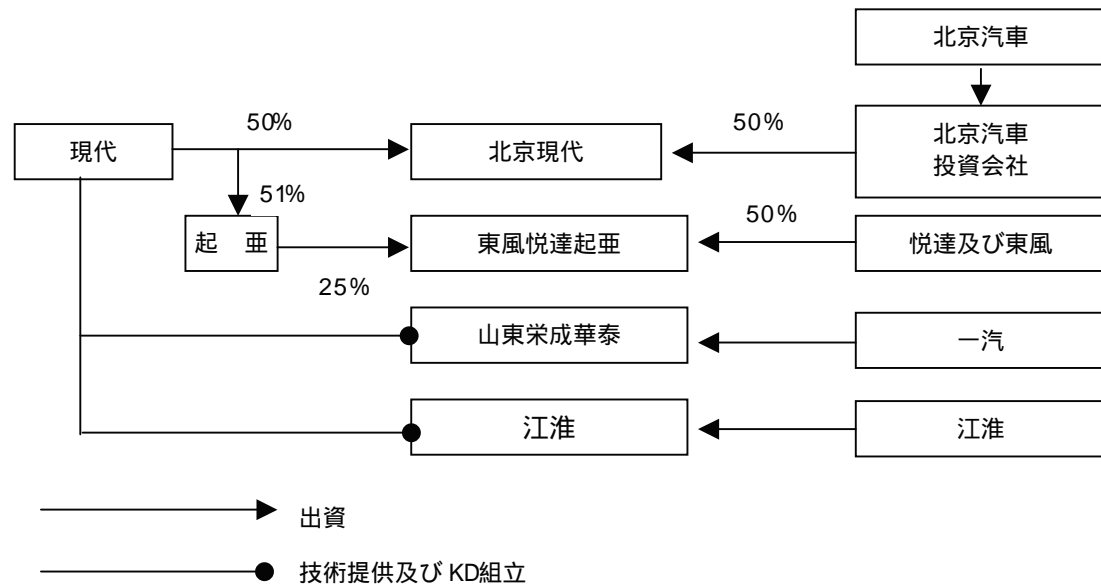 北京汽車
50%
50%
現代
北京現代
北京汽車
投資会社
51%
50%
起 亜
東風悦達起亜
悦達及び東風
25%
山東栄成華泰
一汽
江淮
江淮
出資
技術提供及び KD組立